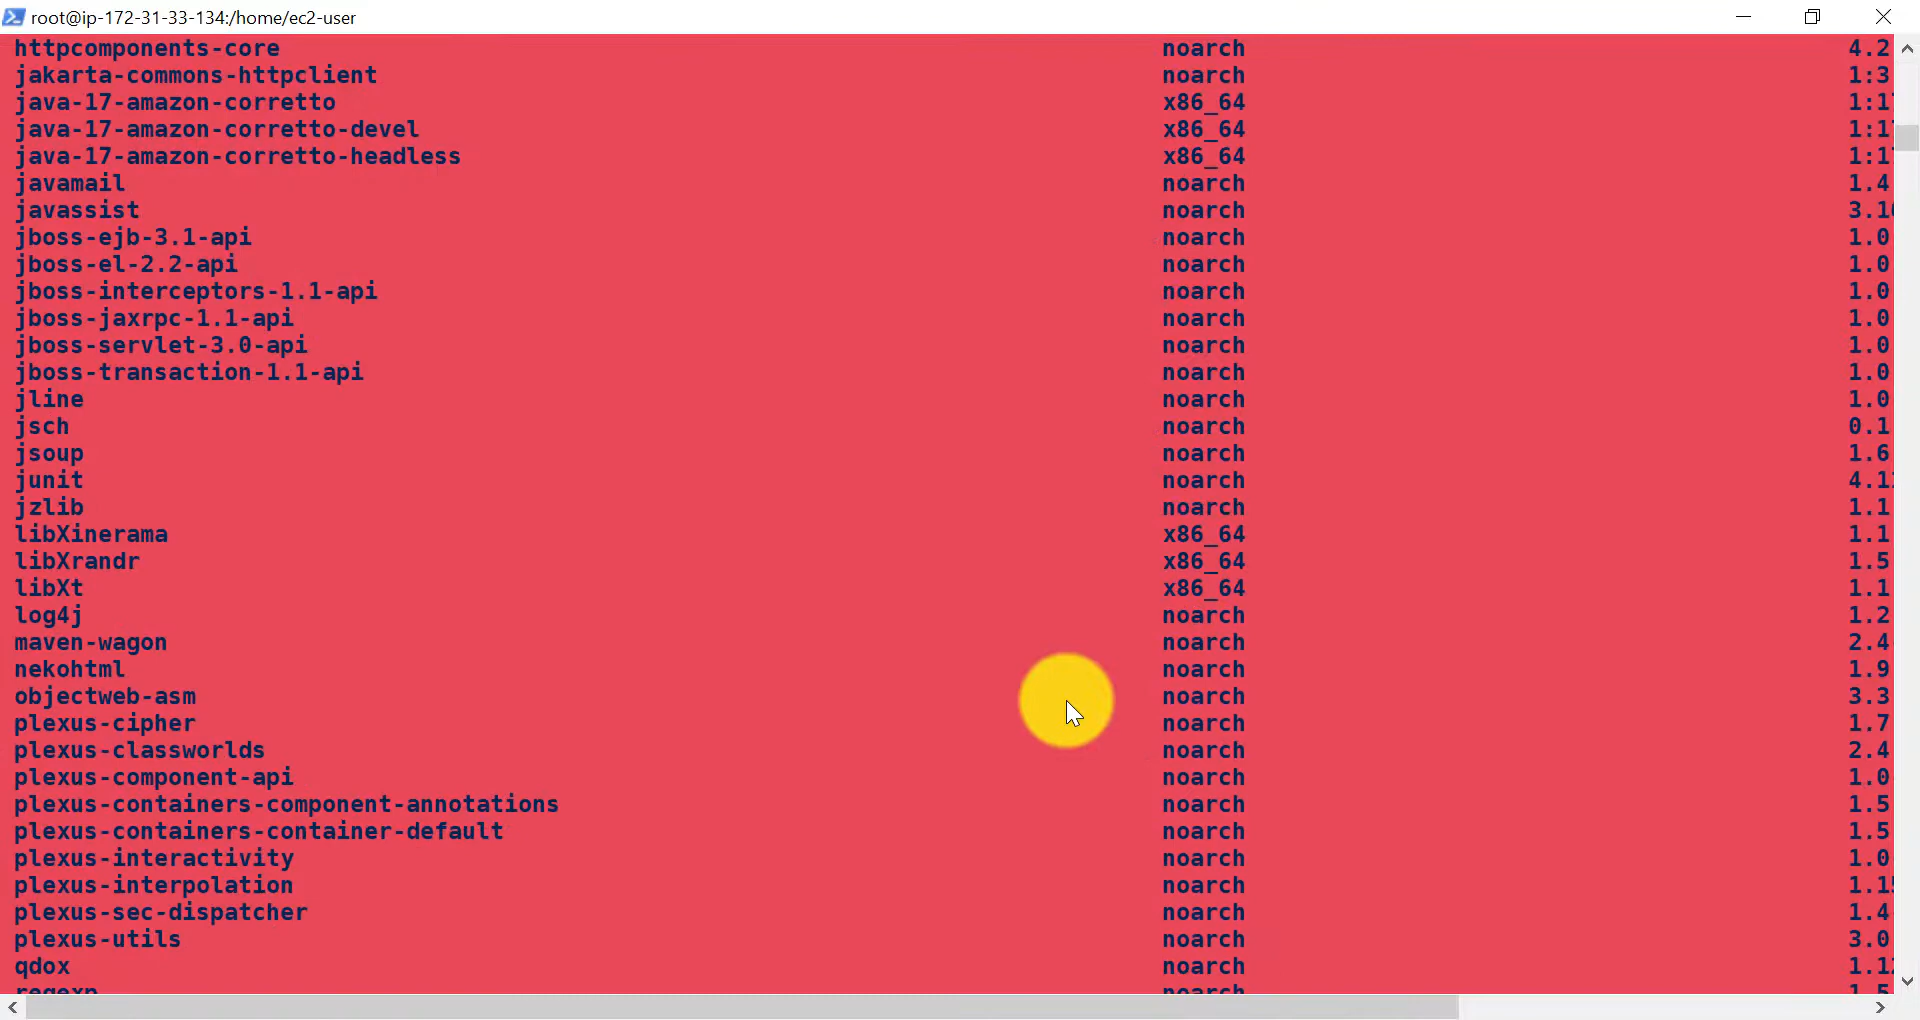 root@ip-172-31-33-134:/home/ec2-user
httpcomponents-core noarch 4.2
jakarta-commons-httpclient noarch 1:3
java-17-amazon-corretto x86_64 1:1
java-17-amazon-corretto-devel x86_64 1:1
java-17-amazon-corretto-headless x86_64 1:1
javamail noarch 1.4
javassist noarch 3.1
jboss-ejb-3.1-api noarch 1.0
jboss-el-2.2-api noarch 1.0
jboss-interceptors-1.1-api noarch 1.0
jboss-jaxrpc-1.1-api noarch 1.0
jboss-servlet-3.0-api noarch 1.0
jboss-transaction-1.1-api noarch 1.0
jline noarch 1.0
jsch noarch 0.1
jsoup noarch 1.6
junit noarch 4.1
jzlib noarch 1.1
libXinerama x86_64 1.1
libXrandr x86_64 1.5
libXt x86_64 1.1
log4j noarch 1.2
maven-wagon noarch 2.4
nekohtml noarch 1.9
objectweb-asm noarch 3.3
plexus-cipher noarch 1.7
plexus-classworlds noarch 2.4
plexus-component-api noarch 1.0
plexus-containers-component-annotations noarch 1.5
plexus-containers-container-default noarch 1.5
plexus-interactivity noarch 1.0
plexus-interpolation noarch 1.1
plexus-sec-dispatcher noarch 1.4
plexus-utils noarch 3.0
qdox noarch 1.1
regexp noarch 1.5